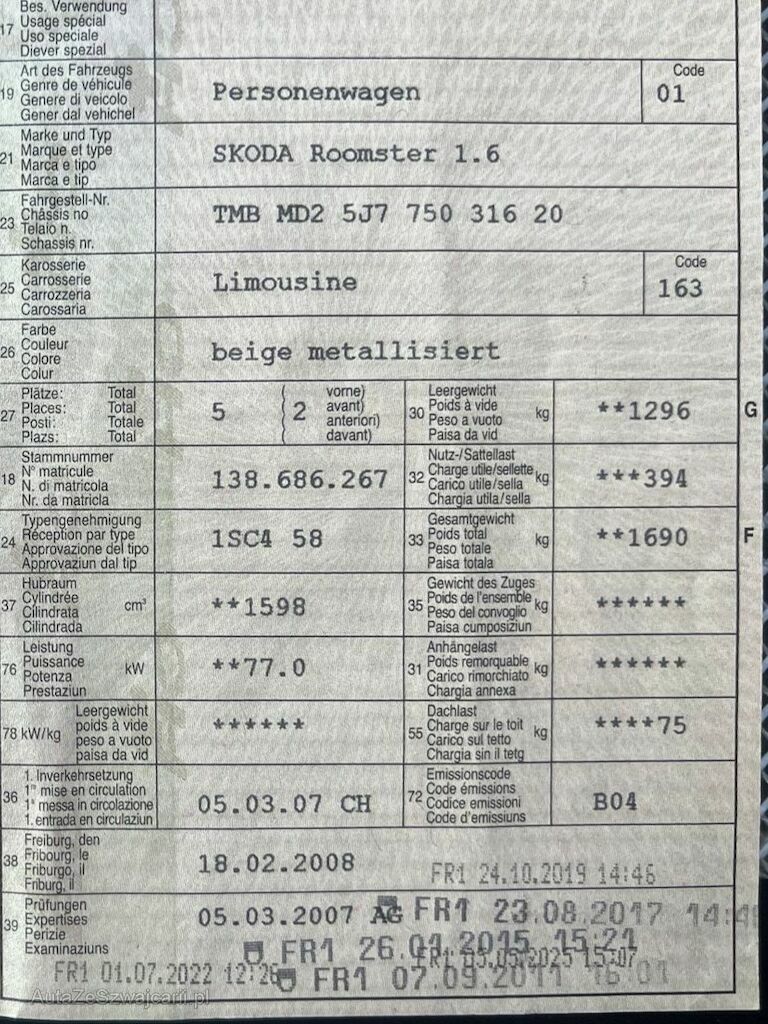 Bes. Verwendung
17 Usage spécial
Uso speciale
Diever spezial
Art des Fahrzeugs
19 Genre de véhicule
Genere di veicolo
Gener dal vehichel
Personenwagen
Code
01
Marke und Typ
21 Marque et type
Marca e tipo
Marca e tip
SKODA Roomster 1.6
Fahrgestell-Nr.
23 Châssis no
Telaio n.
Schassis nr.
TMB MD2 5J7 750 316 20
Karosserie
25 Carrosserie
Carrozzeria
Carossaria
Limousine
Code
163
Farbe
26 Couleur
Colore
Colur
beige metallisiert
Plätze: Total
27 Places: Total
Posti: Totale
Plazs: Total
5 ( 2 vorne)
avant)
anteriori)
davant)
Leergewicht
30 Poids à vide kg
Peso a vuoto
Paisa da vid
**1296
G
Stammnummer
18 N° matricule
N. di matricola
Nr. da matricla
138.686.267
Nutz-/Sattellast
32 Charge utile/sellette kg
Carico utile/sella
Chargia utila/sella
***394
Typengenehmigung
24 Réception par type
Approvazione del tipo
Approvaziun dal tip
1SC4 58
Gesamtgewicht
33 Poids total kg
Peso totale
Paisa totala
**1690
F
Hubraum
37 Cylindrée cm³
Cilindrata
Cilindrada
**1598
Gewicht des Zuges
35 Poids de l'ensemble kg
Peso del convoglio
Paisa cumposiziun
******
Leistung
76 Puissance kW
Potenza
Prestaziun
**77.0
Anhängelast
31 Poids remorquable kg
Carico rimorchiato
Chargia annexa
******
Leergewicht
78 kW/kg poids à vide
peso a vuoto
paisa da vid
******
Dachlast
55 Charge sur le toit kg
Carico sul tetto
Chargia sin il tetg
****75
1. Inverkehrsetzung
36 1re mise en circulation
1a messa in circolazione
1. entrada en circulaziun
05.03.07 CH
Emissionscode
72 Code émissions
Codice emissioni
Code d'emissiuns
B04
Freiburg, den
38 Fribourg, le
Friburgo, il
Friburg, il
18.02.2008
FR1 24.10.2019 14:46
Prüfungen
39 Expertises
Perizie
Examinaziuns
05.03.2007 AG FR1 23.08.2017
FR1 26.01.2015 15:21
FR1 01.07.2022 12:26
FR1 07.09.2011 16:01
AutaZeSzwajcarii.pl